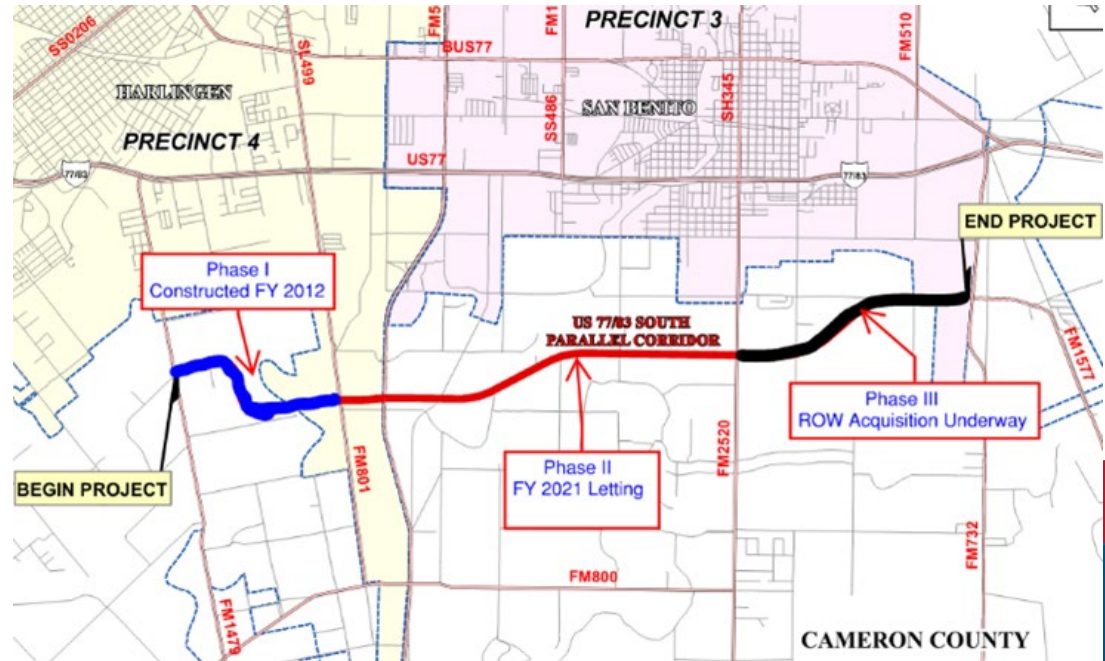 PRECINCT 3
SS0206
SL499
FM5
BUS77
FM1
FM510
HARLINGEN
SS486
SAN BENITO
SH345
PRECINCT 4
US77
77/83
77/83
END PROJECT
Phase I
Constructed FY 2012
US 77/83 SOUTH
PARALLEL CORRIDOR
FM1577
Phase III
ROW Acquisition Underway
BEGIN PROJECT
FM801
Phase II
FY 2021 Letting
FM2520
FM732
FM800
FM1479
CAMERON COUNTY